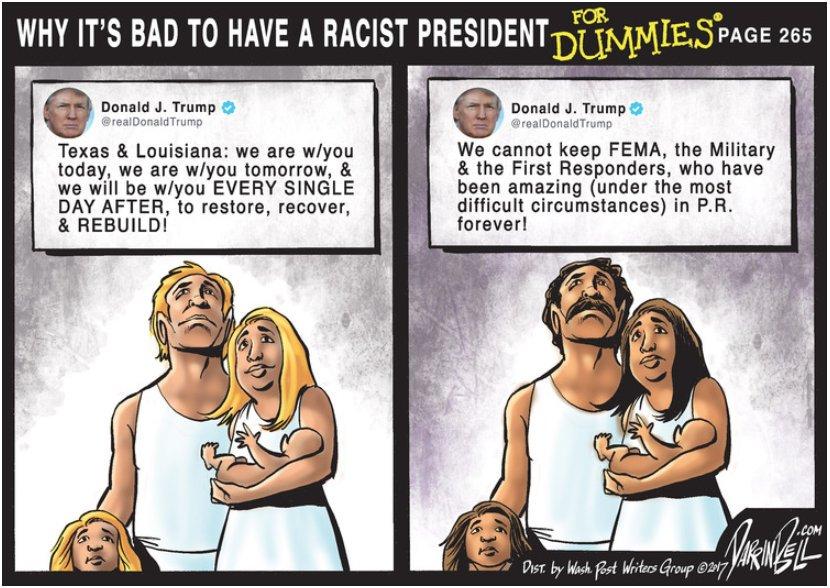 WHY IT'S BAD TO HAVE A RACIST PRESIDENT FOR DUMMIES® PAGE 265
Donald J. Trump
@realDonaldTrump
Texas & Louisiana: we are w/you
today, we are w/you tomorrow, &
we will be w/you EVERY SINGLE
DAY AFTER, to restore, recover,
& REBUILD!
Donald J. Trump
@realDonaldTrump
We cannot keep FEMA, the Military
& the First Responders, who have
been amazing (under the most
difficult circumstances) in P.R.
forever!
DIST. by Wash. Post Writers Group ©2017 DARRIN BELL .COM